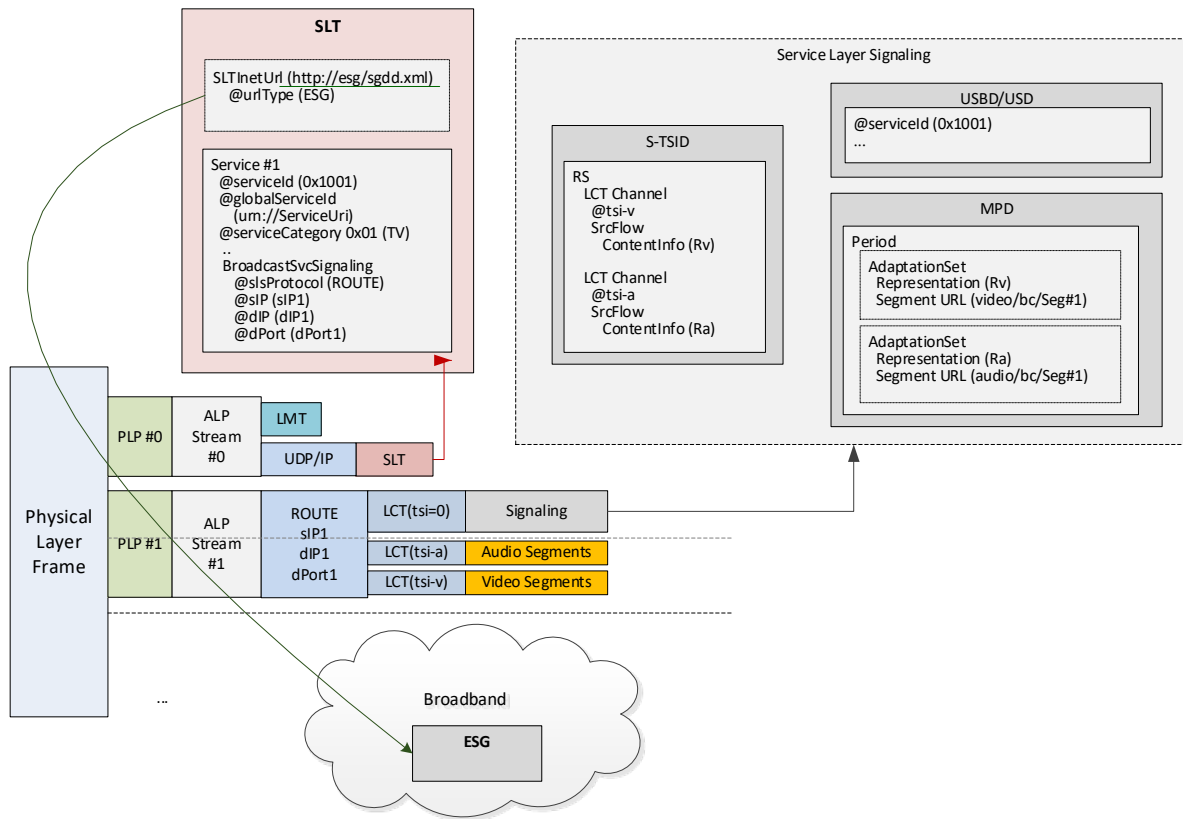 SLT
SLTInetUrl (http://esg/sgdd.xml)
@urlType (ESG)
Service #1
@serviceId (0x1001)
@globalServiceId
(urn://ServiceUri)
@serviceCategory 0x01 (TV)
..
BroadcastSvcSignaling
@slsProtocol (ROUTE)
@sIP (sIP1)
@dIP (dIP1)
@dPort (dPort1)
Service Layer Signaling
S-TSID
RS
LCT Channel
@tsi-v
SrcFlow
ContentInfo (Rv)
LCT Channel
@tsi-a
SrcFlow
ContentInfo (Ra)
USBD/USD
@serviceId (0x1001)
...
MPD
Period
AdaptationSet
Representation (Rv)
Segment URL (video/bc/Seg#1)
AdaptationSet
Representation (Ra)
Segment URL (audio/bc/Seg#1)
Physical
Layer
Frame
PLP #0
ALP
Stream
#0
LMT
UDP/IP
SLT
PLP #1
ALP
Stream
#1
ROUTE
sIP1
dIP1
dPort1
LCT(tsi=0)
Signaling
LCT(tsi-a)
Audio Segments
LCT(tsi-v)
Video Segments
...
Broadband
ESG